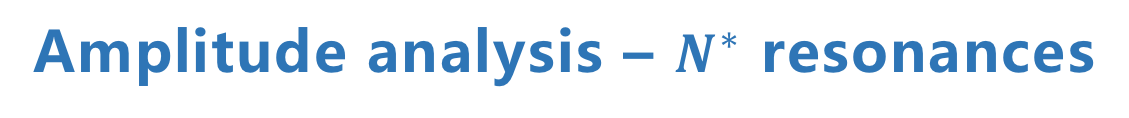 Amplitude analysis – N* resonances